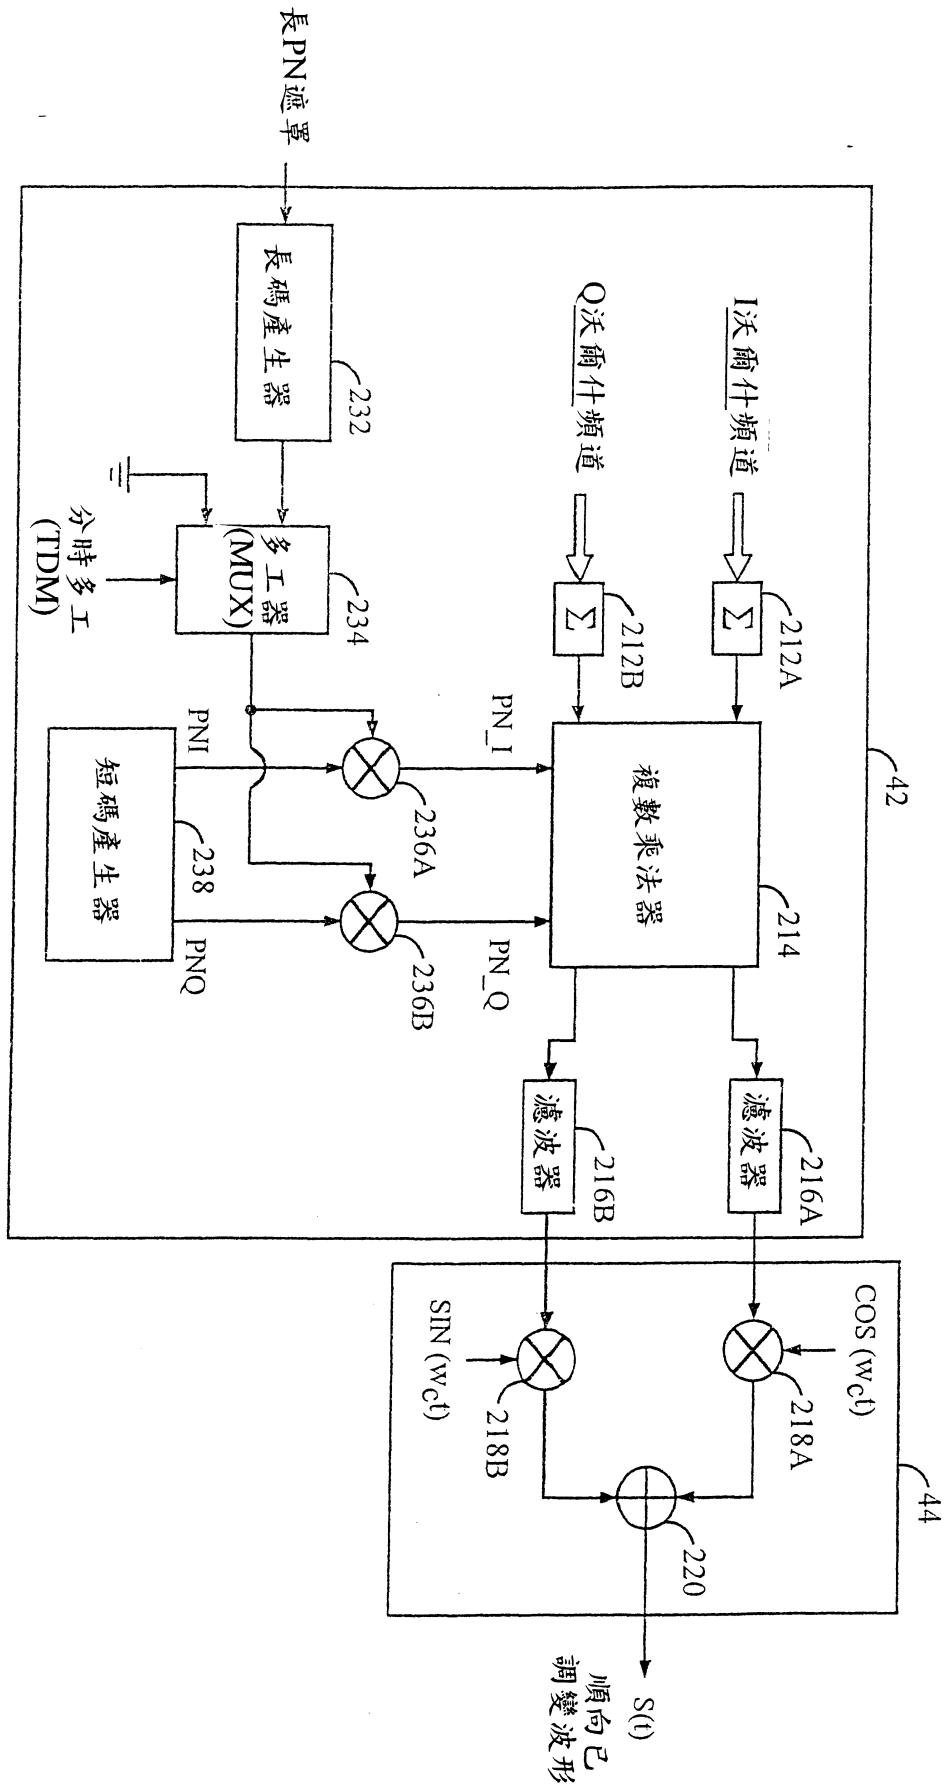 42
44
I沃爾什頻道
212A
Q沃爾什頻道
212B
Σ
Σ
複數乘法器
214
濾波器
216A
濾波器
216B
COS (wct)
218A
SIN (wct)
218B
220
S(t)
順向已
調變波形
PN_I
PN_Q
236A
236B
長PN遮罩
長碼產生器
232
多工器
(MUX)
234
分時多工
(TDM)
PNI
PNQ
短碼產生器
238